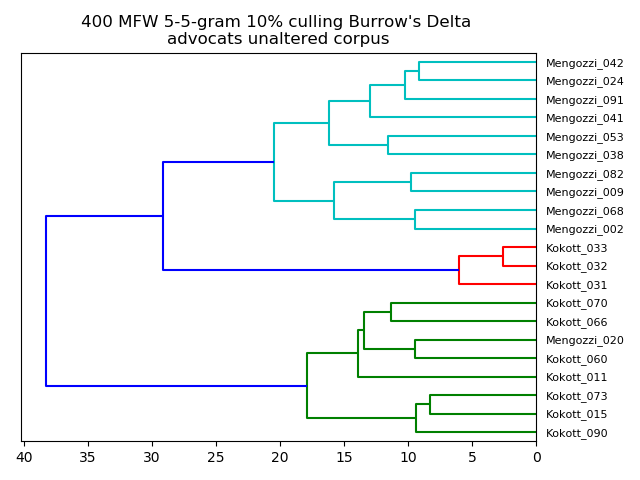 400 MFW 5-5-gram 10% culling Burrow's Delta
advocats unaltered corpus
Mengozzi_042
Mengozzi_024
Mengozzi_091
Mengozzi_041
Mengozzi_053
Mengozzi_038
Mengozzi_082
Mengozzi_009
Mengozzi_068
Mengozzi_002
Kokott_033
Kokott_032
Kokott_031
Kokott_070
Kokott_066
Mengozzi_020
Kokott_060
Kokott_011
Kokott_073
Kokott_015
Kokott_090
40 35 30 25 20 15 10 5 0